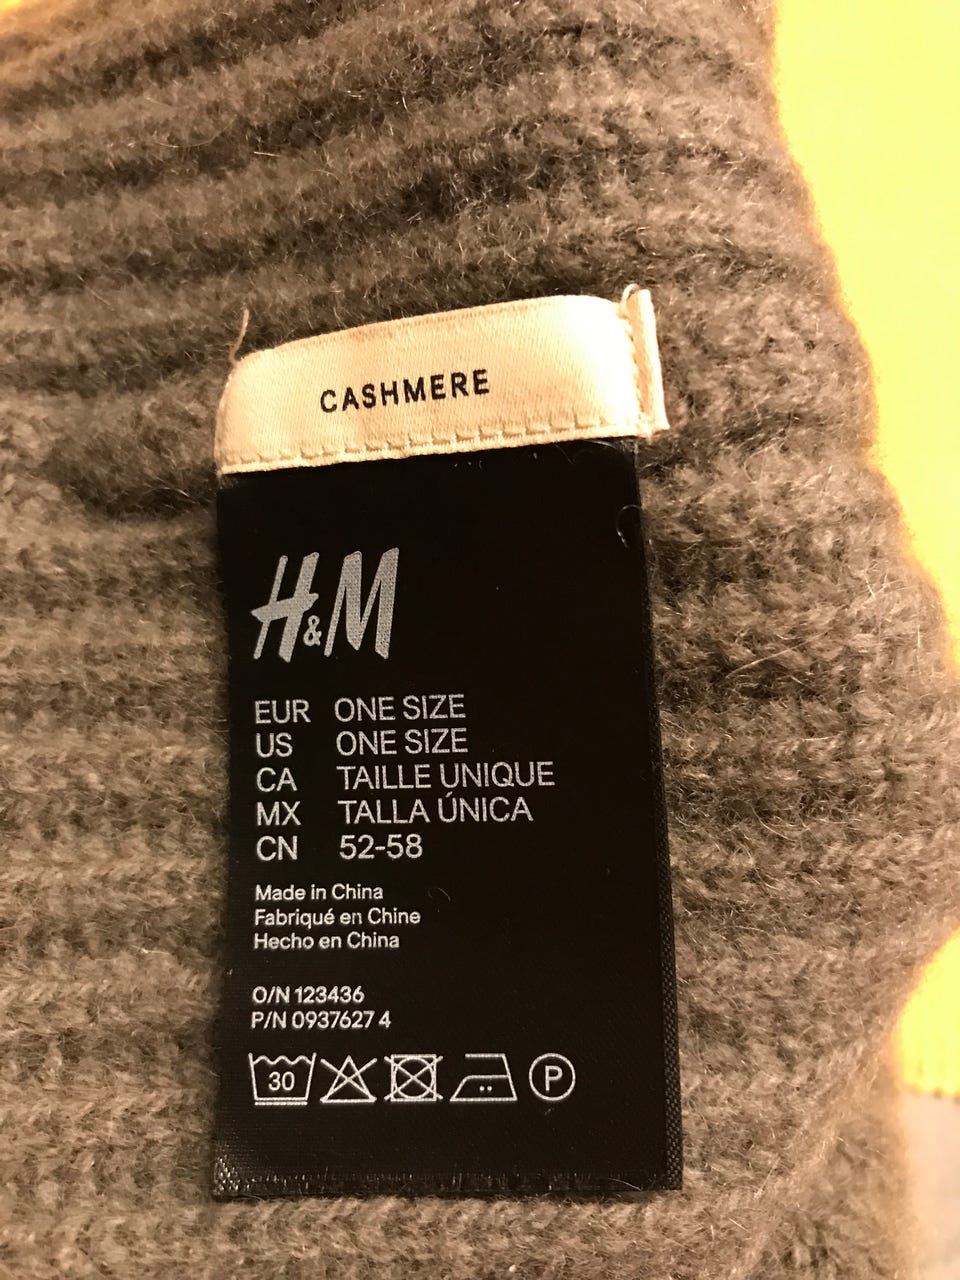 CASHMERE
H&M
EUR ONE SIZE
US ONE SIZE
CA TAILLE UNIQUE
MX TALLA ÚNICA
CN 52-58
Made in China
Fabriqué en Chine
Hecho en China
O/N 123436
P/N 0937627 4
30 P